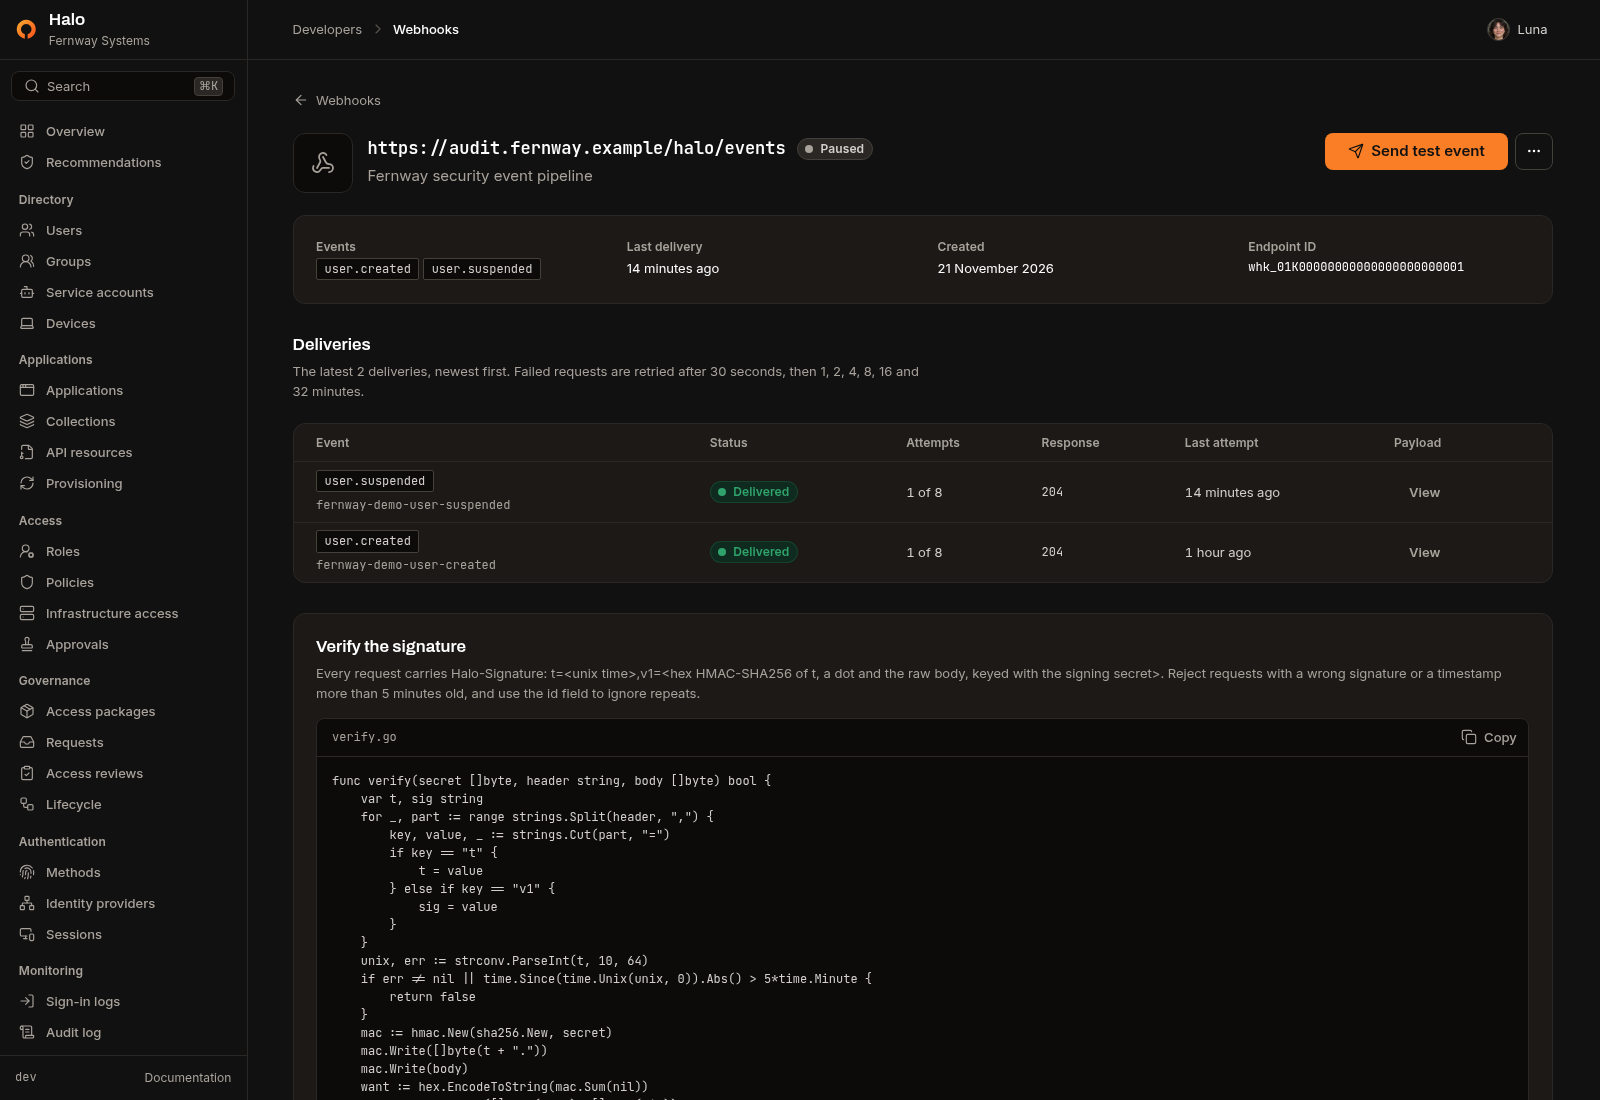 Halo
Fernway Systems
Search
⌘K
Overview
Recommendations
Directory
Users
Groups
Service accounts
Devices
Applications
Applications
Collections
API resources
Provisioning
Access
Roles
Policies
Infrastructure access
Approvals
Governance
Access packages
Requests
Access reviews
Lifecycle
Authentication
Methods
Identity providers
Sessions
Monitoring
Sign-in logs
Audit log
dev
Documentation
Developers > Webhooks
Luna
Webhooks
https://audit.fernway.example/halo/events
Paused
Fernway security event pipeline
Send test event
Events
user.created user.suspended
Last delivery
14 minutes ago
Created
21 November 2026
Endpoint ID
Deliveries
The latest 2 deliveries, newest first. Failed requests are retried after 30 seconds, then 1, 2, 4, 8, 16 and
32 minutes.
Event Status Attempts Response Last attempt Payload
user.suspended
fernway-demo-user-suspended
Delivered 1 of 8 204 14 minutes ago View
user.created
fernway-demo-user-created
Delivered 1 of 8 204 1 hour ago View
Verify the signature
Every request carries Halo-Signature: t=<unix time>,v1=<hex HMAC-SHA256 of t, a dot and the raw body, keyed with the signing secret>. Reject requests with a wrong signature or a timestamp
more than 5 minutes old, and use the id field to ignore repeats.
verify.go
Copy
func verify(secret []byte, header string, body []byte) bool {
    var t, sig string
    for _, part := range strings.Split(header, ",") {
        key, value, _ := strings.Cut(part, "=")
        if key == "t" {
            t = value
        } else if key == "v1" {
            sig = value
        }
    }
    unix, err := strconv.ParseInt(t, 10, 64)
    if err != nil || time.Since(time.Unix(unix, 0)).Abs() > 5*time.Minute {
        return false
    }
    mac := hmac.New(sha256.New, secret)
    mac.Write([]byte(t + "."))
    mac.Write(body)
    want := hex.EncodeToString(mac.Sum(nil))